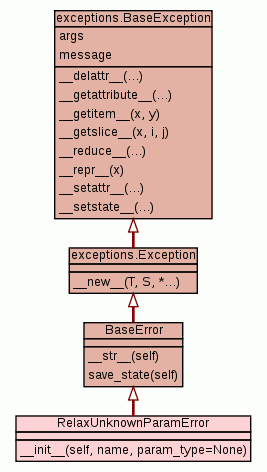 exceptions.BaseException
args
message
__delattr__(...)
__getattribute__(...)
__getitem__(x, y)
__getslice__(x, i, j)
__reduce__(...)
__repr__(x)
__setattr__(...)
__setstate__(...)
exceptions.Exception
__new__(T, S, *...)
BaseError
__str__(self)
save_state(self)
RelaxUnknownParamError
__init__(self, name, param_type=None)